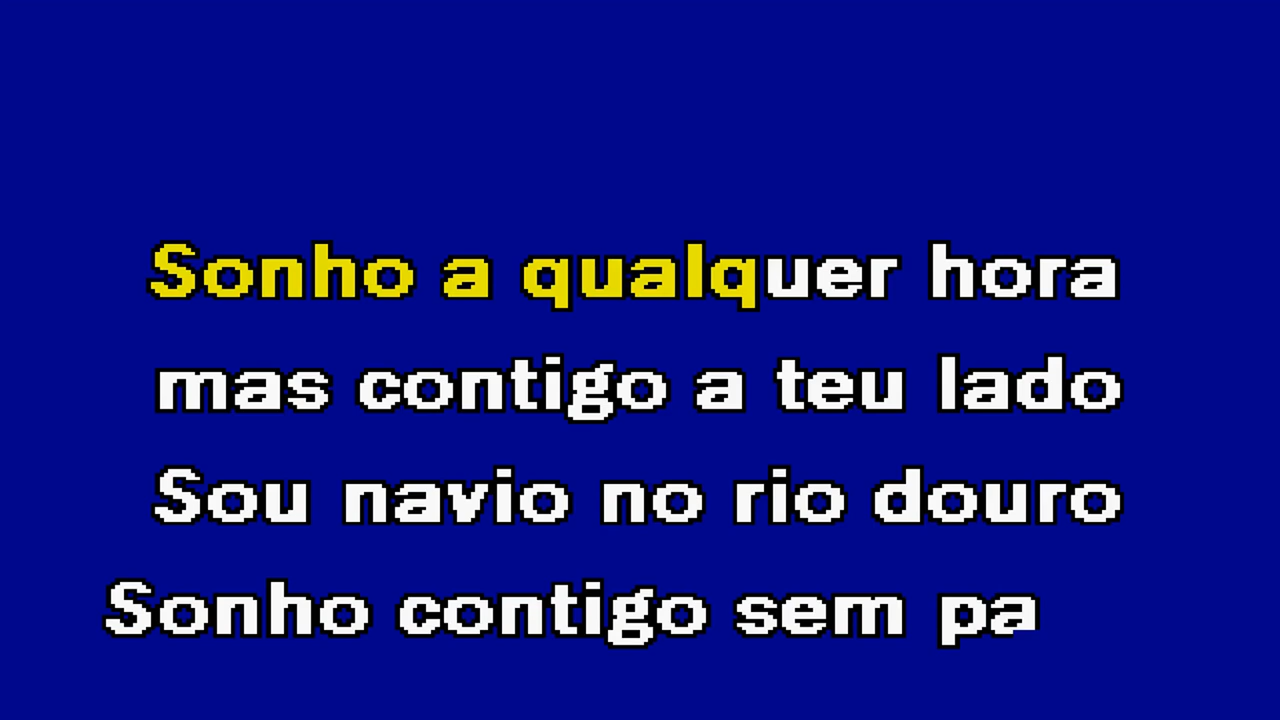 Sonho a qualquer hora
mas contigo a teu lado
Sou navio no rio douro
Sonho contigo sem pa